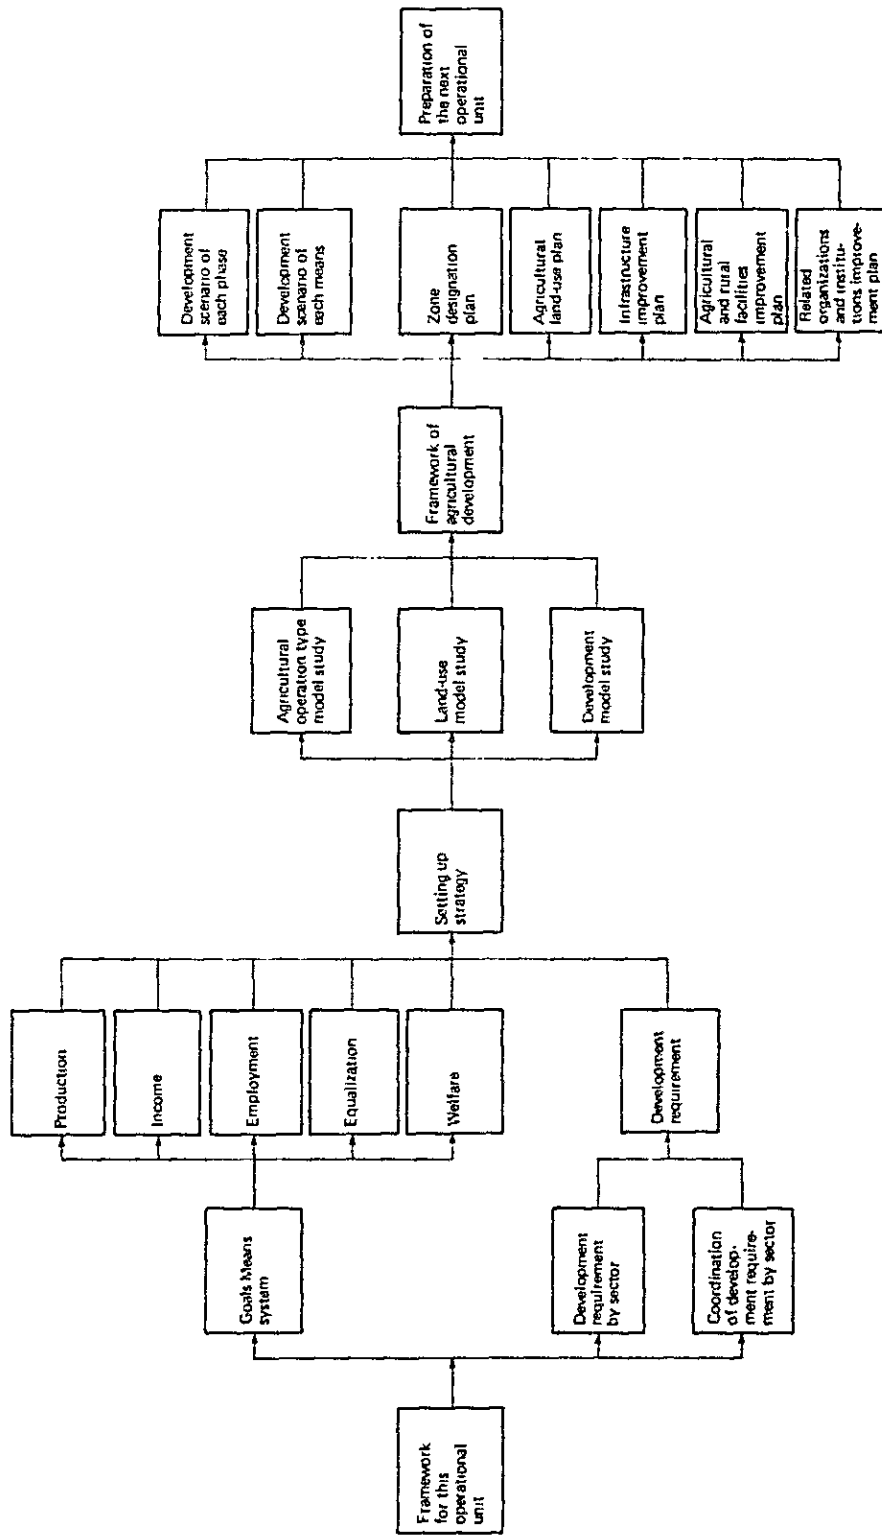 Framework
for this
operational
unit
Goals Means
system
Development
requirement
by sector
Coordination
of develop-
ment require-
ment by sector
Production
Income
Employment
Equalization
Welfare
Development
requirement
Setting up
strategy
Agricultural
operation type
model study
Land-use
model study
Development
model study
Framework of
agricultural
development
Development
scenario of
each phase
Development
scenario of
each means
Zone
designation
plan
Agricultural
land-use plan
Infrastructure
improvement
plan
Agricultural
and rural
facilities
improvement
plan
Related
organizations
and institu-
tions improve-
ment plan
Preparation of
the next
operational
unit